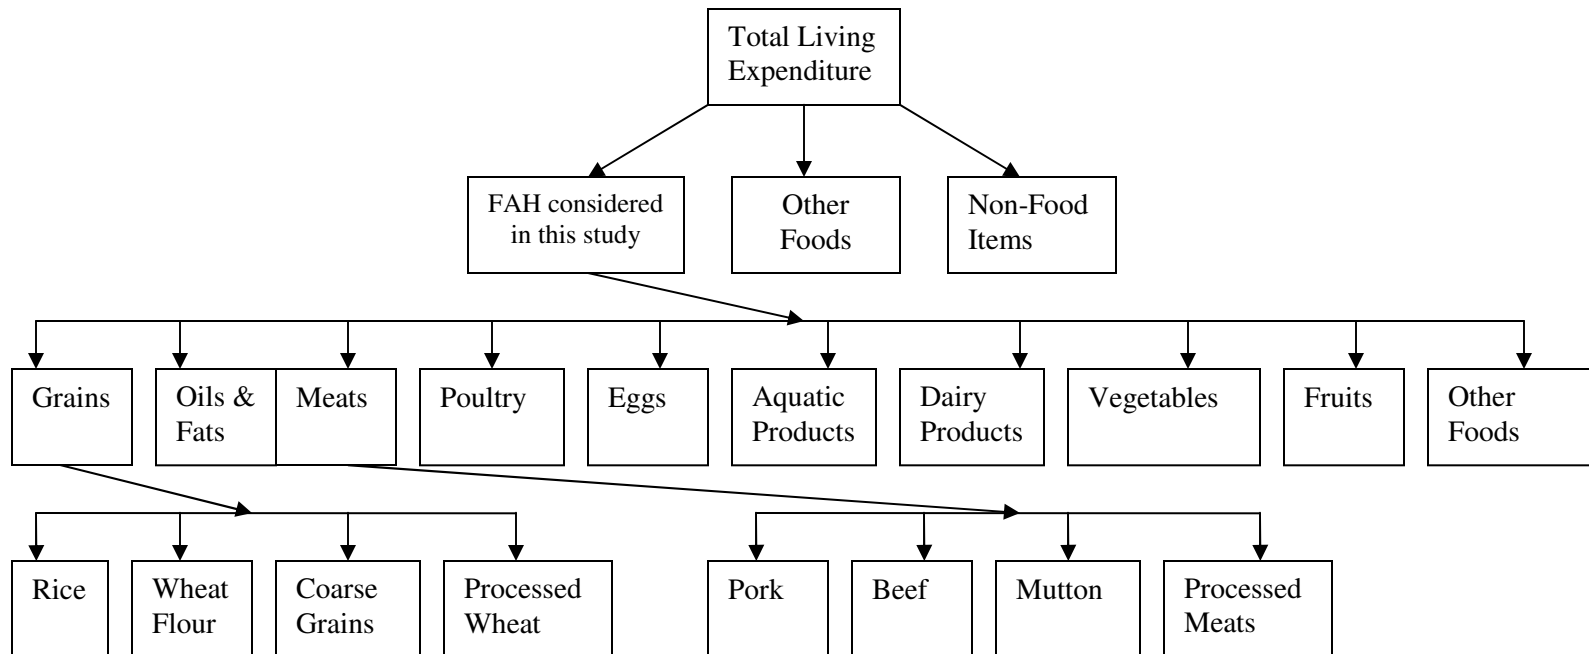 Total Living
Expenditure
FAH considered
in this study
Other
Foods
Non-Food
Items
Grains
Oils &
Fats
Meats
Poultry
Eggs
Aquatic
Products
Dairy
Products
Vegetables
Fruits
Other
Foods
Rice
Wheat
Flour
Coarse
Grains
Processed
Wheat
Pork
Beef
Mutton
Processed
Meats